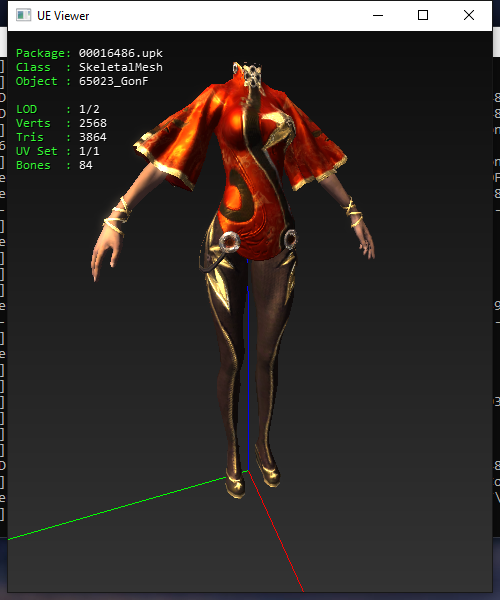 UE Viewer
Package: 00016486.upk
Class : SkeletalMesh
Object : 65023_GonF
LOD : 1/2
Verts : 2568
Tris : 3864
UV Set : 1/1
Bones : 84